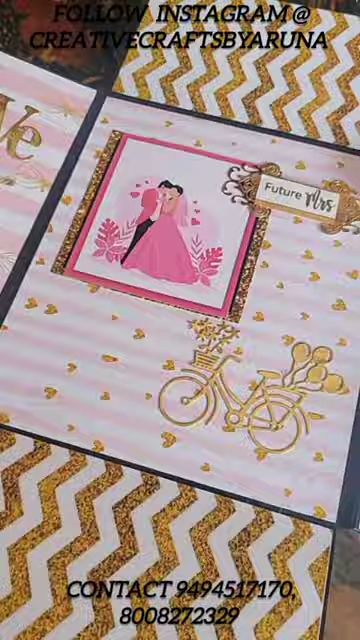 FOLLOW INSTAGRAM @
CREATIVECRAFTSBYARUNA
Future Mrs
CONTACT 9494517170,
8008272329